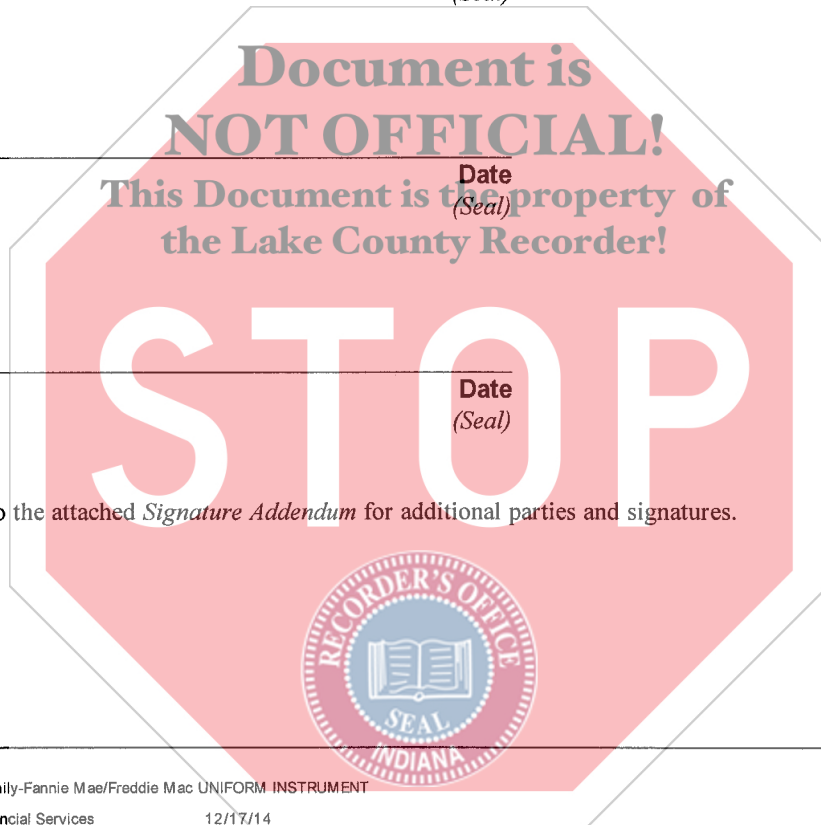 (Seal)
Document is
NOT OFFICIAL!
Date
This Document is the property of
(Seal)
the Lake County Recorder!
STOP
Date
(Seal)
the attached Signature Addendum for additional parties and signatures.
RECORDER'S OFFICE
SEAL
INDIANA
Fannie Mae/Freddie Mac UNIFORM INSTRUMENT
Services 12/17/14